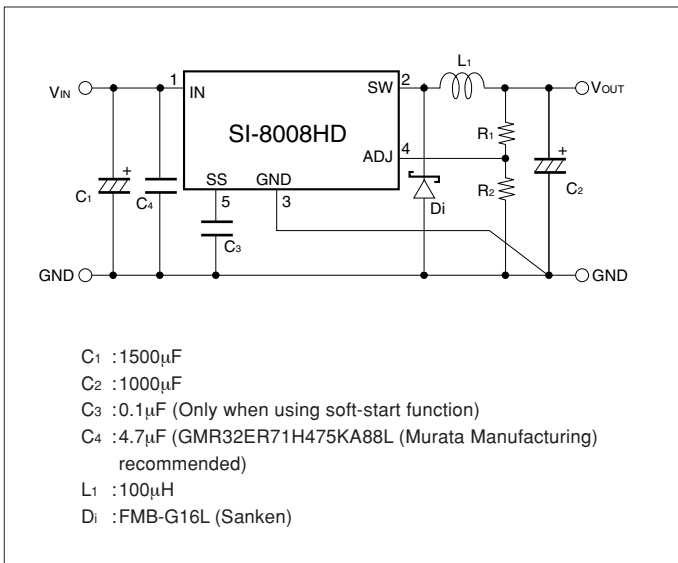 L1
1
2
VIN
IN
SW
VOUT
SI-8008HD
R1
ADJ
4
+
+
SS
GND
R2
C1
C4
5
3
Di
C2
C3
GND
GND
C1 :1500μF
C2 :1000μF
C3 :0.1μF (Only when using soft-start function)
C4 :4.7μF (GMR32ER71H475KA88L (Murata Manufacturing)
recommended)
L1 :100μH
Di :FMB-G16L (Sanken)